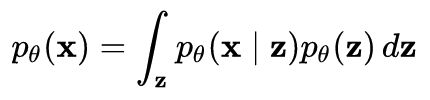 p_θ(𝐱) = ∫_𝐳 p_θ(𝐱 | 𝐳)p_θ(𝐳) d𝐳